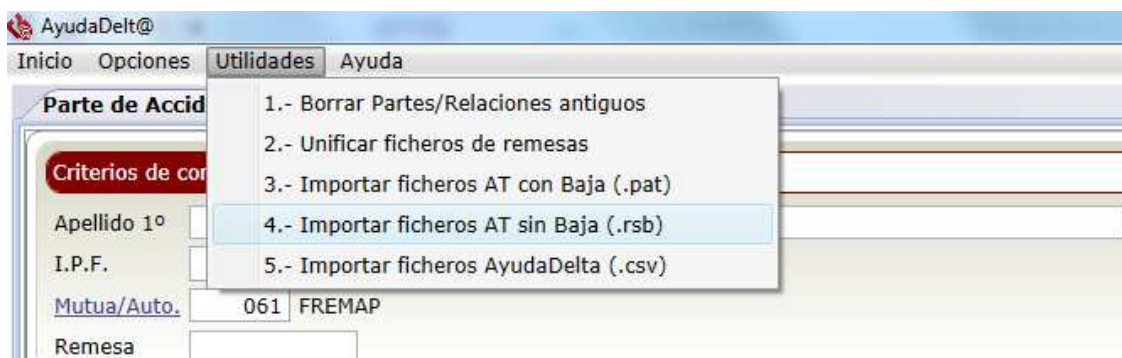 AyudaDelt@
Inicio Opciones Utilidades Ayuda
Parte de Accid
1.- Borrar Partes/Relaciones antiguos
2.- Unificar ficheros de remesas
Criterios de con
3.- Importar ficheros AT con Baja (.pat)
Apellido 1º
4.- Importar ficheros AT sin Baja (.rsb)
I.P.F.
5.- Importar ficheros AyudaDelta (.csv)
Mutua/Auto. 061 FREMAP
Remesa